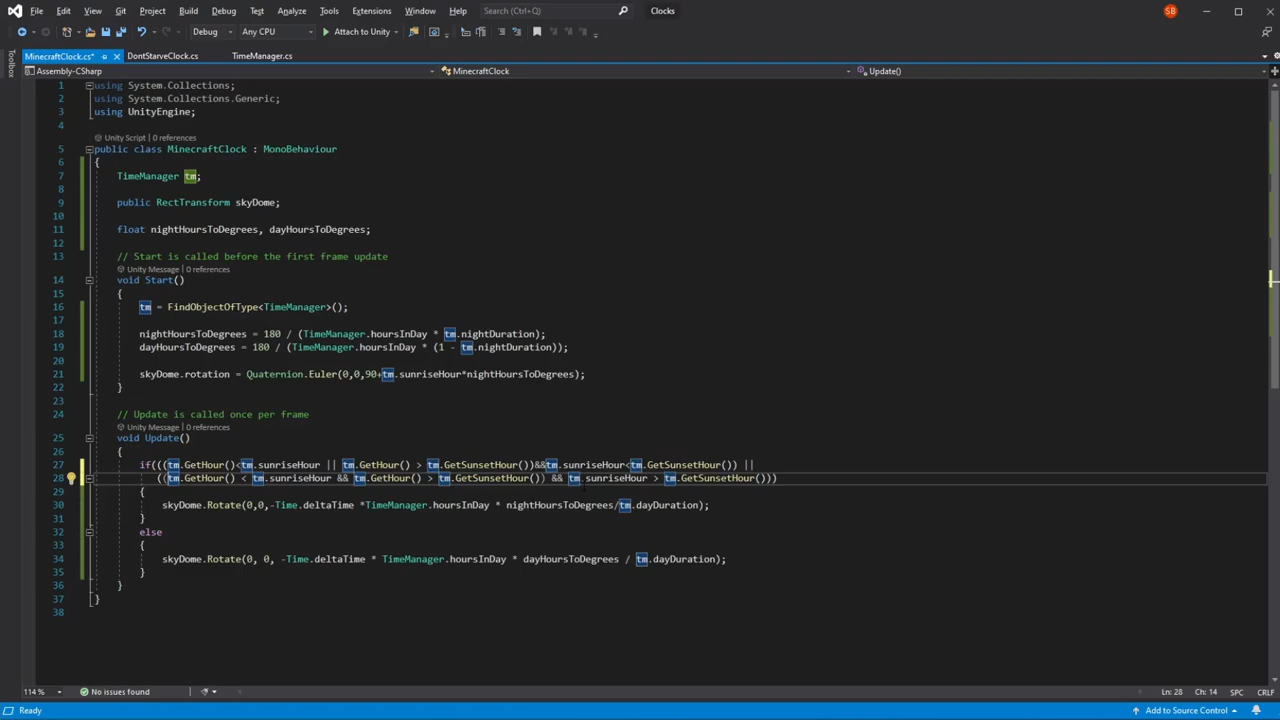 File Edit View Git Project Build Debug Test Analyze Tools Extensions Window Help Search (Ctrl+Q) Clocks SB
Debug Any CPU Attach to Unity
MinecraftClock.cs* DontStarveClock.cs TimeManager.cs
Toolbox
Assembly-CSharp MinecraftClock Update()
1 using System.Collections;
2 using System.Collections.Generic;
3 using UnityEngine;
4
Unity Script | 0 references
5 public class MinecraftClock : MonoBehaviour
6 {
7 TimeManager tm;
8
9 public RectTransform skyDome;
10
11 float nightHoursToDegrees, dayHoursToDegrees;
12
13 // Start is called before the first frame update
Unity Message | 0 references
14 void Start()
15 {
16 tm = FindObjectOfType<TimeManager>();
17
18 nightHoursToDegrees = 180 / (TimeManager.hoursInDay * tm.nightDuration);
19 dayHoursToDegrees = 180 / (TimeManager.hoursInDay * (1 - tm.nightDuration));
20
21 skyDome.rotation = Quaternion.Euler(0,0,90+tm.sunriseHour*nightHoursToDegrees);
22 }
23
24 // Update is called once per frame
Unity Message | 0 references
25 void Update()
26 {
27 if(((tm.GetHour()<tm.sunriseHour || tm.GetHour() > tm.GetSunsetHour())&&tm.sunriseHour<tm.GetSunsetHour()) ||
28 ((tm.GetHour() < tm.sunriseHour && tm.GetHour() > tm.GetSunsetHour()) && tm.sunriseHour > tm.GetSunsetHour()))
29 {
30 skyDome.Rotate(0,0,-Time.deltaTime *TimeManager.hoursInDay * nightHoursToDegrees/tm.dayDuration);
31 }
32 else
33 {
34 skyDome.Rotate(0, 0, -Time.deltaTime * TimeManager.hoursInDay * dayHoursToDegrees / tm.dayDuration);
35 }
36 }
37 }
38
114 % No issues found Ln: 28 Ch: 14 SPC CRLF
Ready Add to Source Control